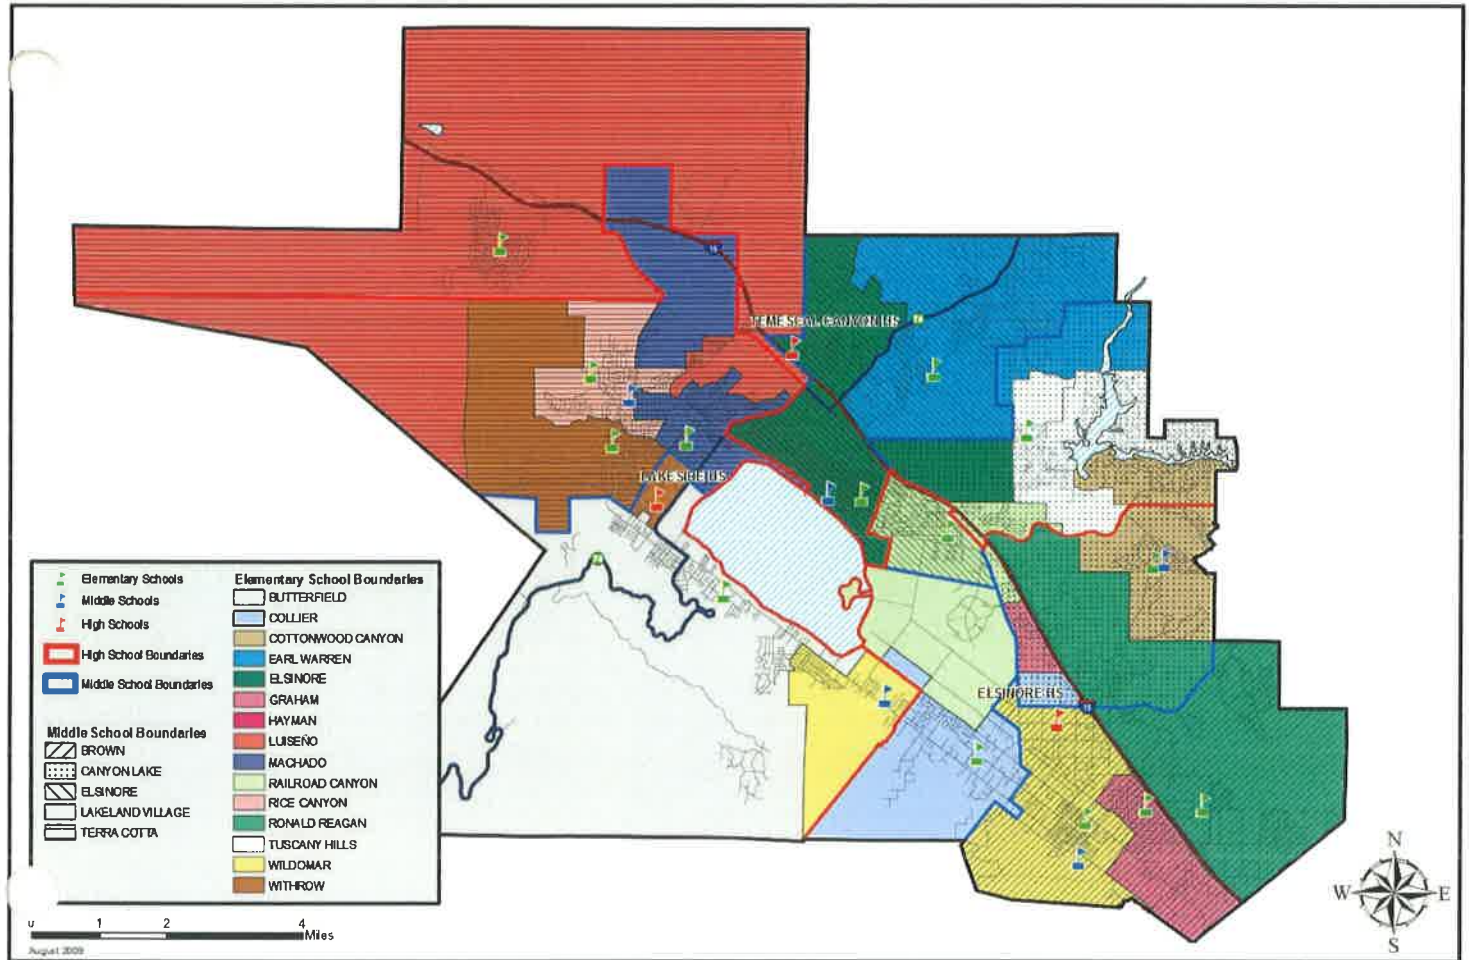 TEMESCAL CANYON HS
LAKESIDE HS
ELSINORE HS
Elementary Schools
Middle Schools
High Schools
High School Boundaries
Middle School Boundaries
Middle School Boundaries
BROWN
CANYON LAKE
ELSINORE
LAKELAND VILLAGE
TERRA COTTA
Elementary School Boundaries
BUTTERFIELD
COLLIER
COTTONWOOD CANYON
EARL WARREN
ELSINORE
GRAHAM
HAYMAN
LUISEÑO
MACHADO
RAILROAD CANYON
RICE CANYON
RONALD REAGAN
TUSCANY HILLS
WILDOMAR
WITHROW
0 1 2 4
Miles
August 2009
N
W E
S